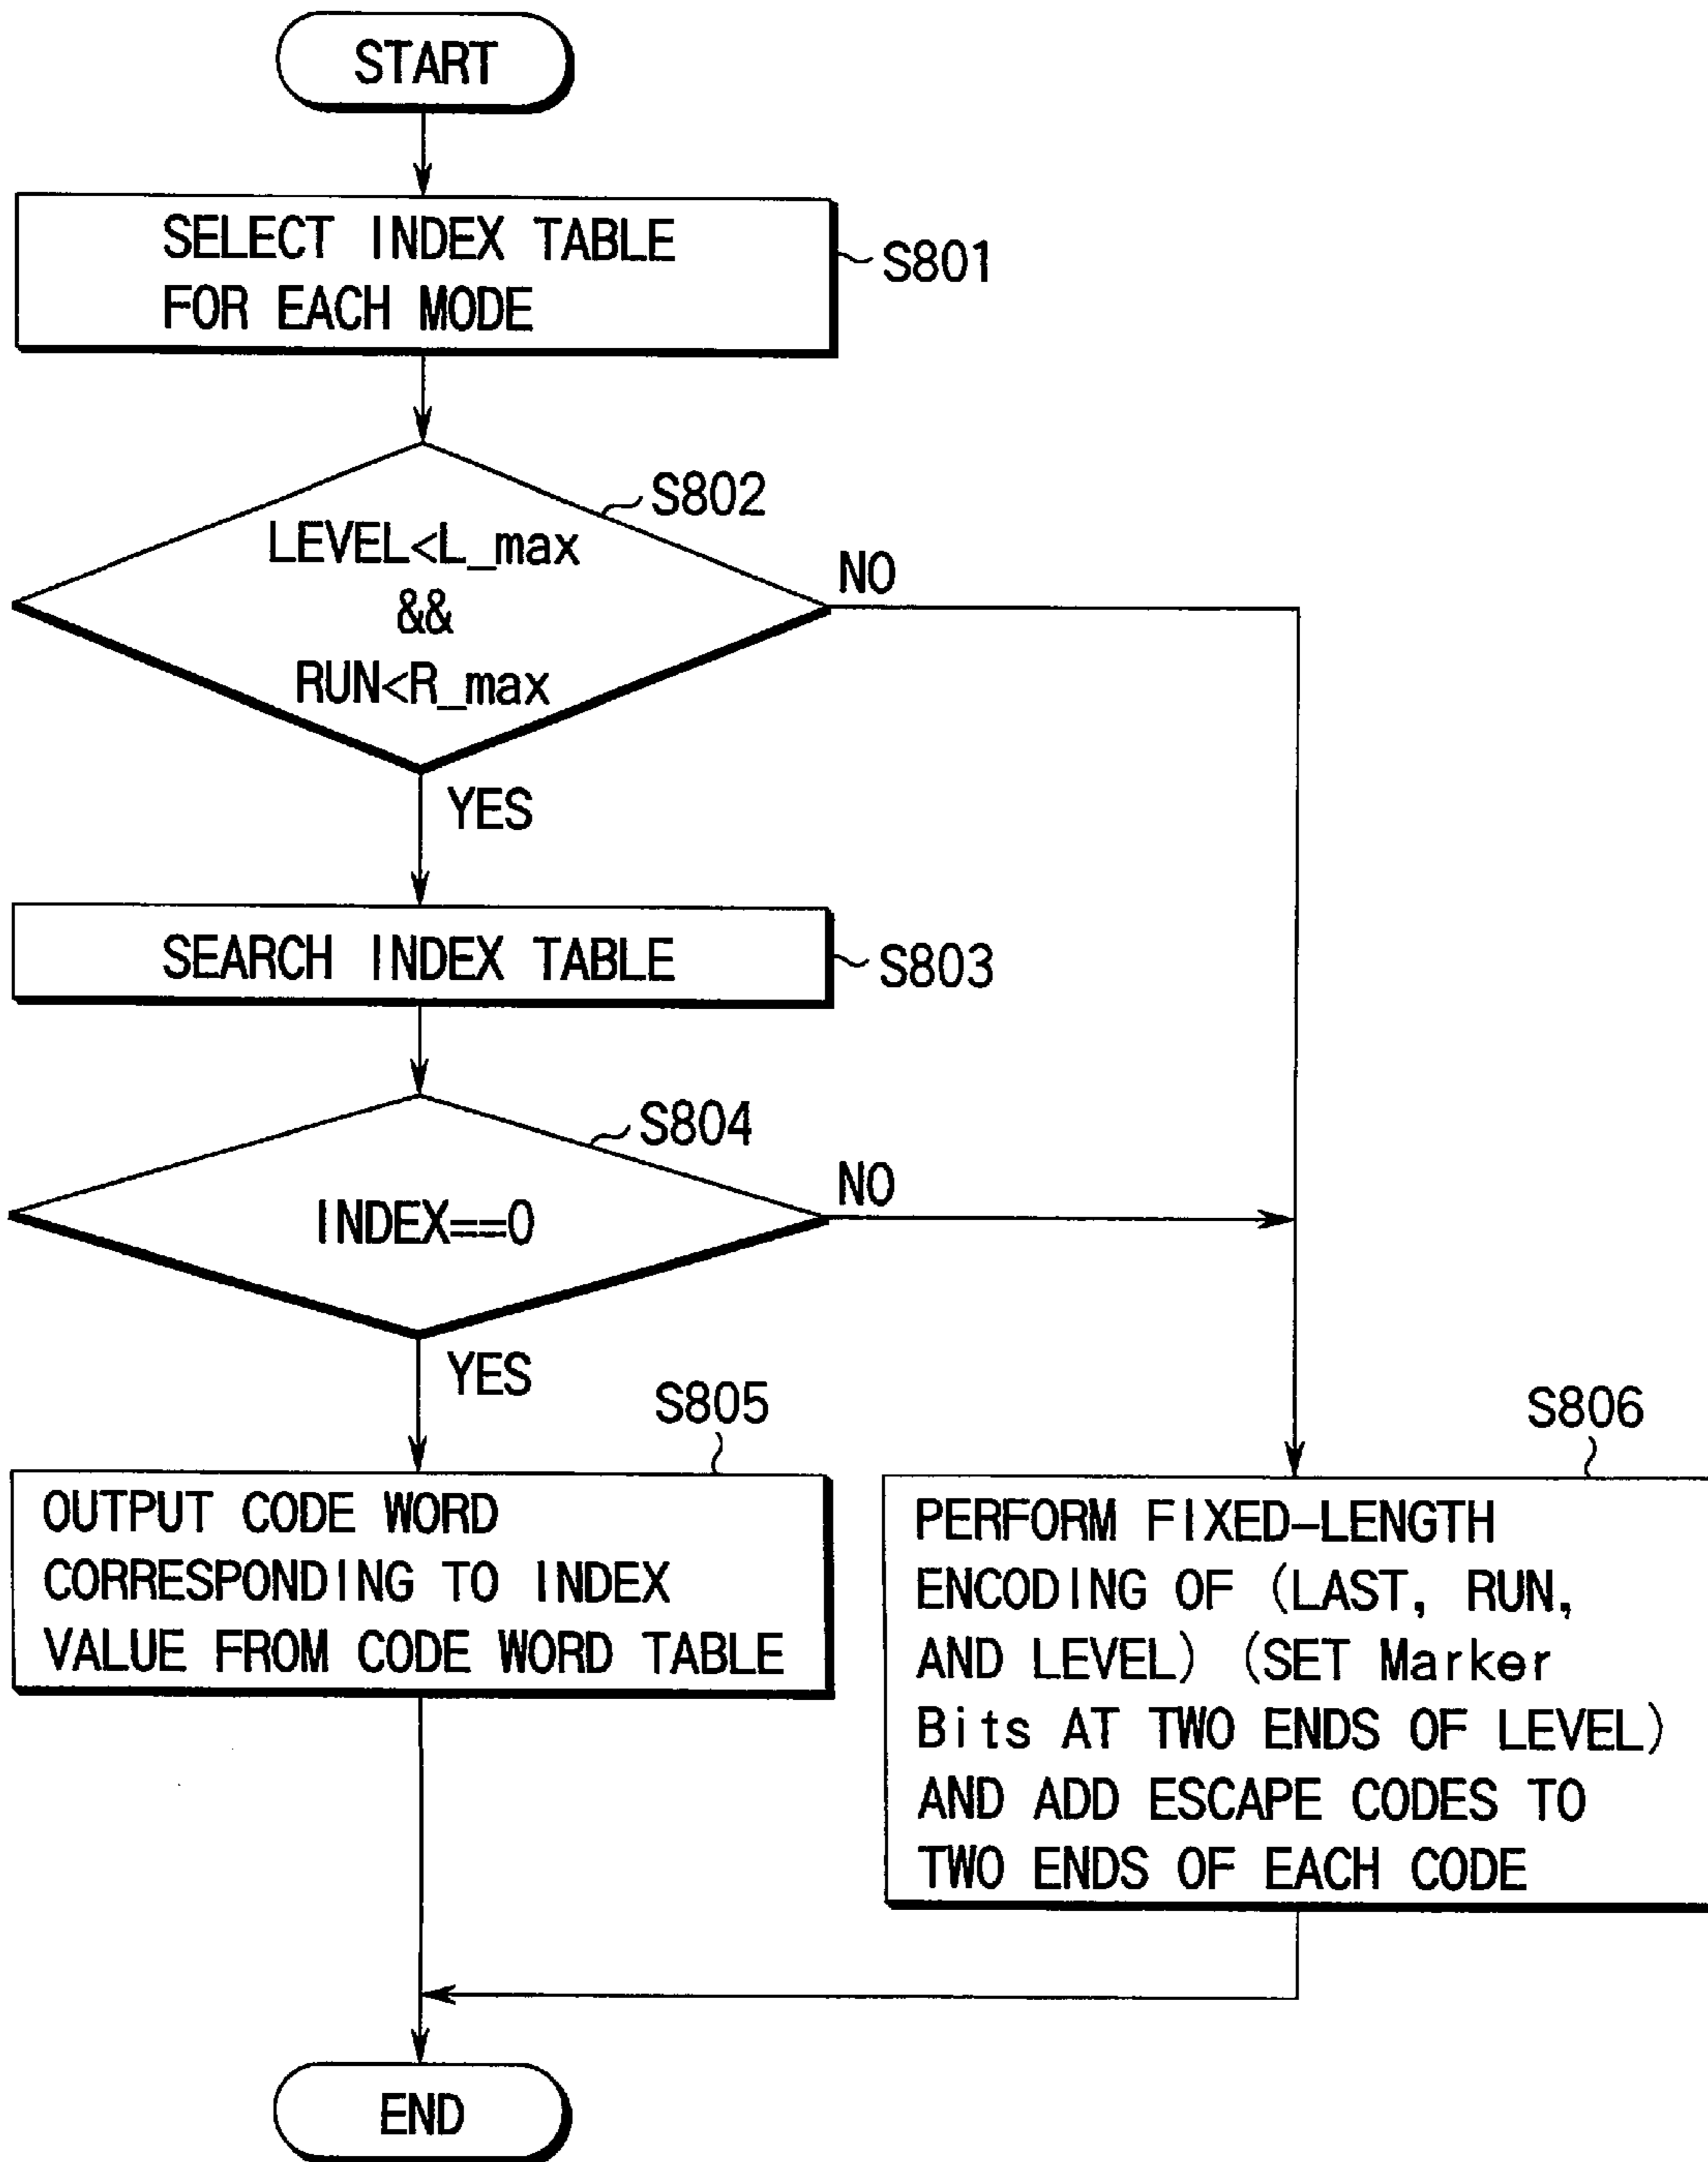 START
SELECT INDEX TABLE
FOR EACH MODE
S801
S802
LEVEL<L_max
&&
RUN<R_max
NO
YES
SEARCH INDEX TABLE
S803
S804
INDEX==0
NO
YES
S805
OUTPUT CODE WORD
CORRESPONDING TO INDEX
VALUE FROM CODE WORD TABLE
S806
PERFORM FIXED-LENGTH
ENCODING OF (LAST, RUN,
AND LEVEL) (SET Marker
Bits AT TWO ENDS OF LEVEL)
AND ADD ESCAPE CODES TO
TWO ENDS OF EACH CODE
END